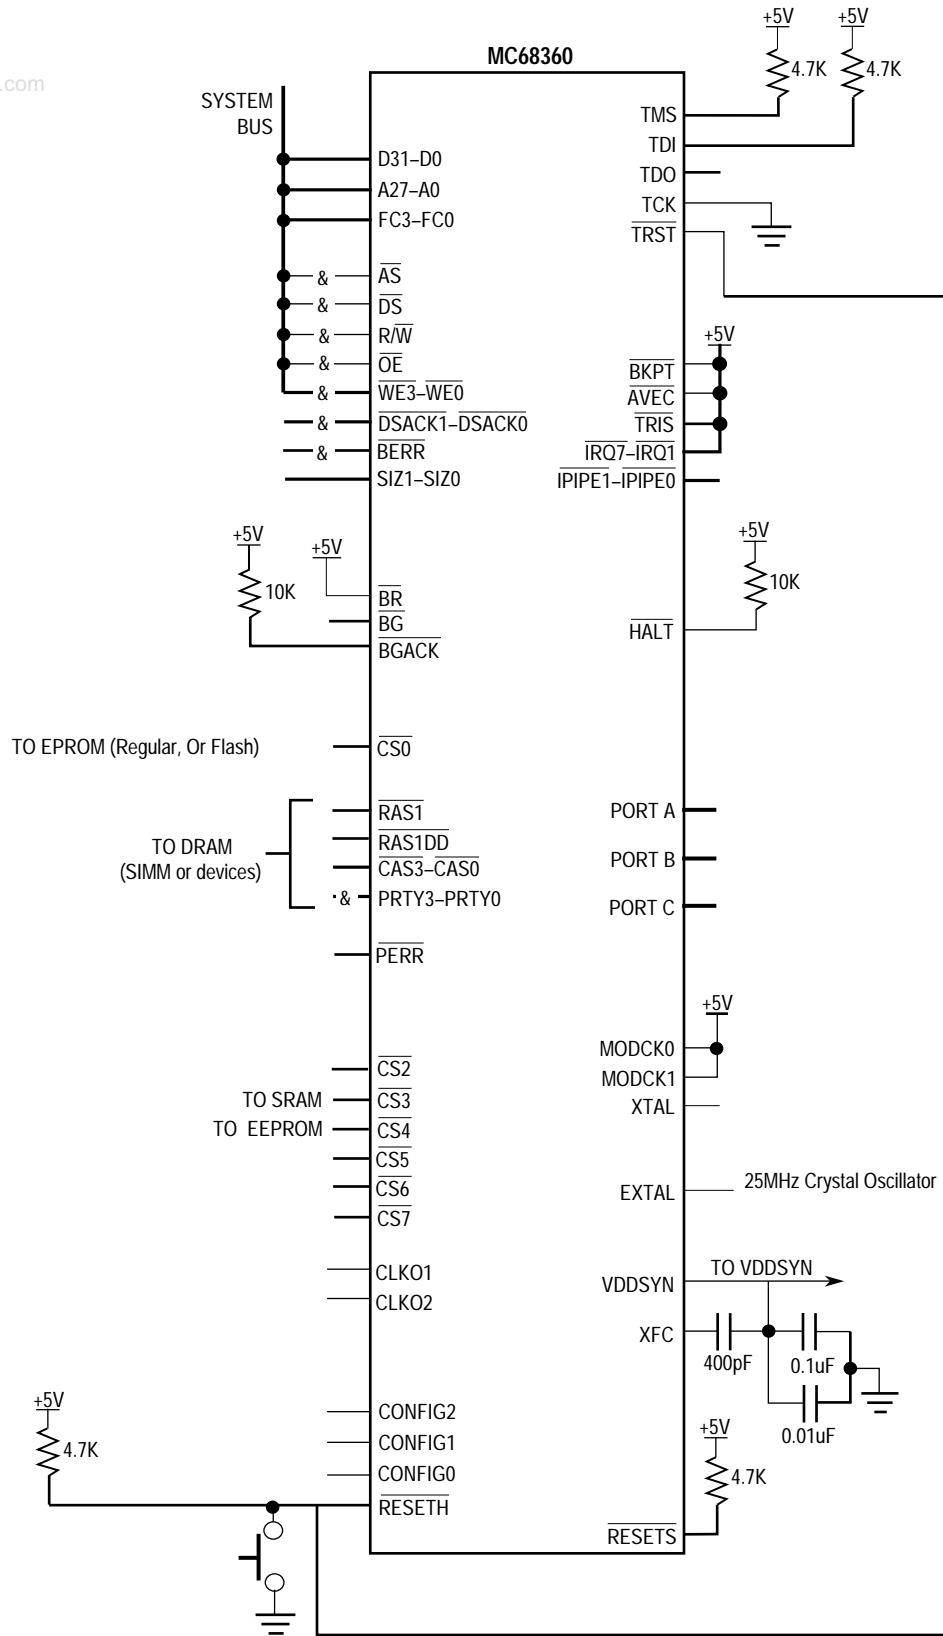 MC68360
.com
SYSTEM
BUS
D31–D0
A27–A0
FC3–FC0
& AS
& DS
& R/W
& OE
& WE3–WE0
& DSACK1–DSACK0
& BERR
SIZ1–SIZ0
+5V
10K
+5V
BR
BG
BGACK
TO EPROM (Regular, Or Flash)
CS0
TO DRAM
(SIMM or devices)
RAS1
RAS1DD
CAS3–CAS0
& PRTY3–PRTY0
PERR
CS2
TO SRAM CS3
TO EEPROM CS4
CS5
CS6
CS7
CLKO1
CLKO2
CONFIG2
CONFIG1
CONFIG0
+5V
4.7K
RESETH
+5V
4.7K
+5V
4.7K
TMS
TDI
TDO
TCK
TRST
+5V
BKPT
AVEC
TRIS
IRQ7–IRQ1
IPIPE1–IPIPE0
+5V
10K
HALT
PORT A
PORT B
PORT C
+5V
MODCK0
MODCK1
XTAL
EXTAL 25MHz Crystal Oscillator
VDDSYN TO VDDSYN
XFC
400pF
0.1uF
0.01uF
+5V
4.7K
RESETS